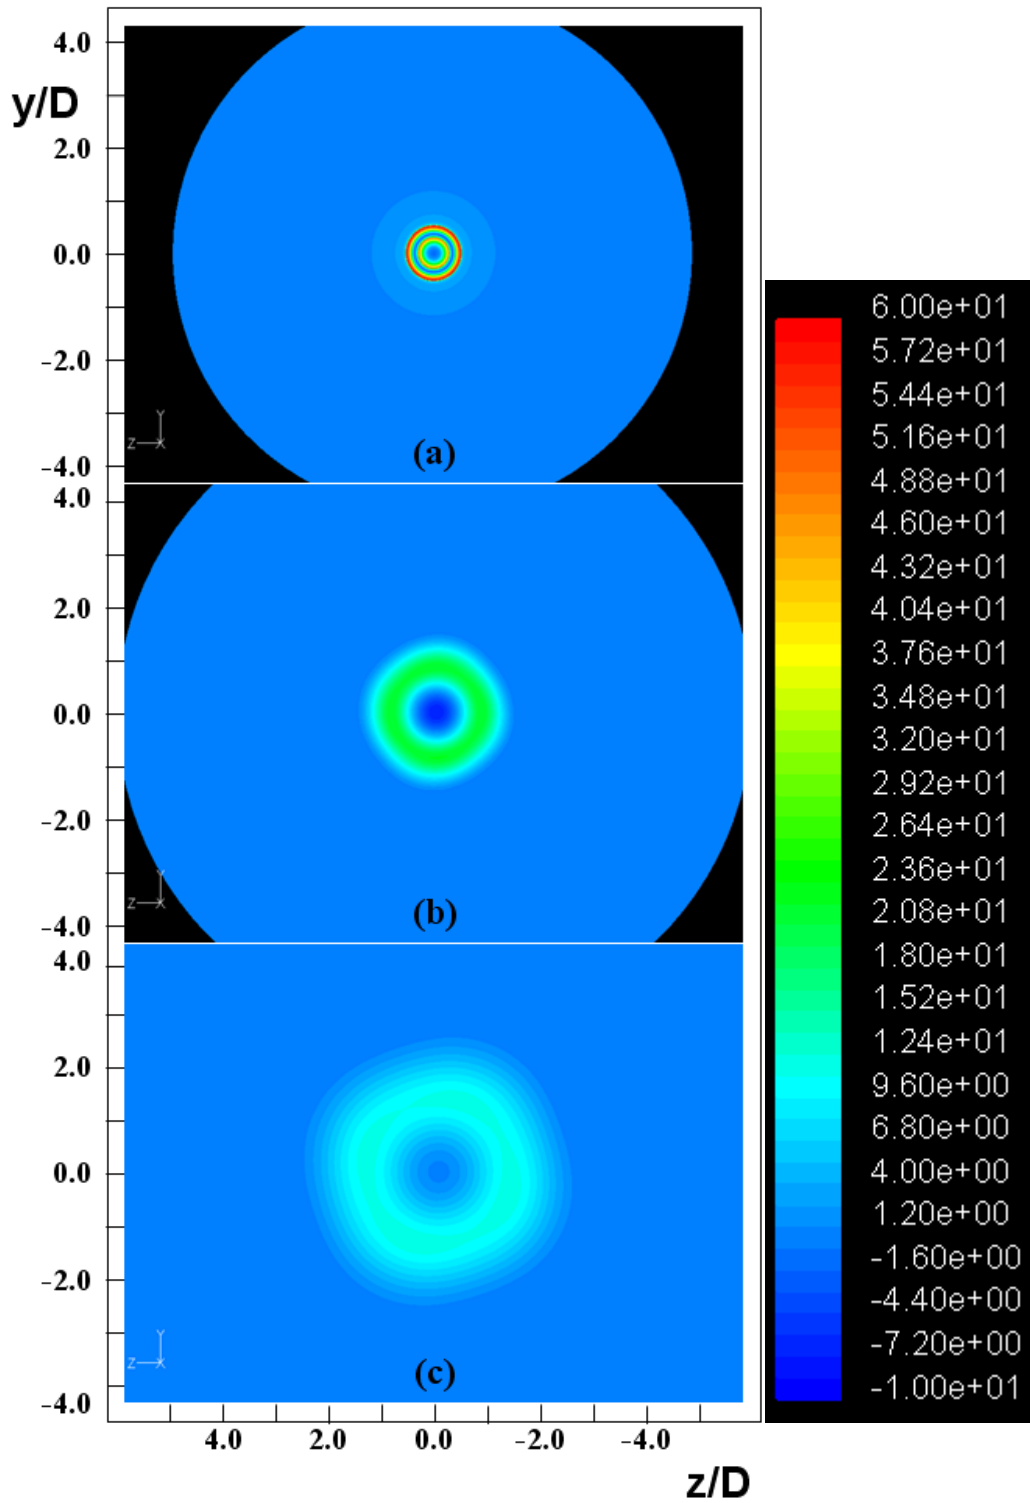 4.0
y/D
2.0
0.0
-2.0
-4.0
Y
Z X
(a)
4.0
2.0
0.0
-2.0
-4.0
Y
Z X
(b)
4.0
2.0
0.0
-2.0
-4.0
Y
Z X
(c)
4.0 2.0 0.0 -2.0 -4.0
z/D
6.00e+01
5.72e+01
5.44e+01
5.16e+01
4.88e+01
4.60e+01
4.32e+01
4.04e+01
3.76e+01
3.48e+01
3.20e+01
2.92e+01
2.64e+01
2.36e+01
2.08e+01
1.80e+01
1.52e+01
1.24e+01
9.60e+00
6.80e+00
4.00e+00
1.20e+00
-1.60e+00
-4.40e+00
-7.20e+00
-1.00e+01